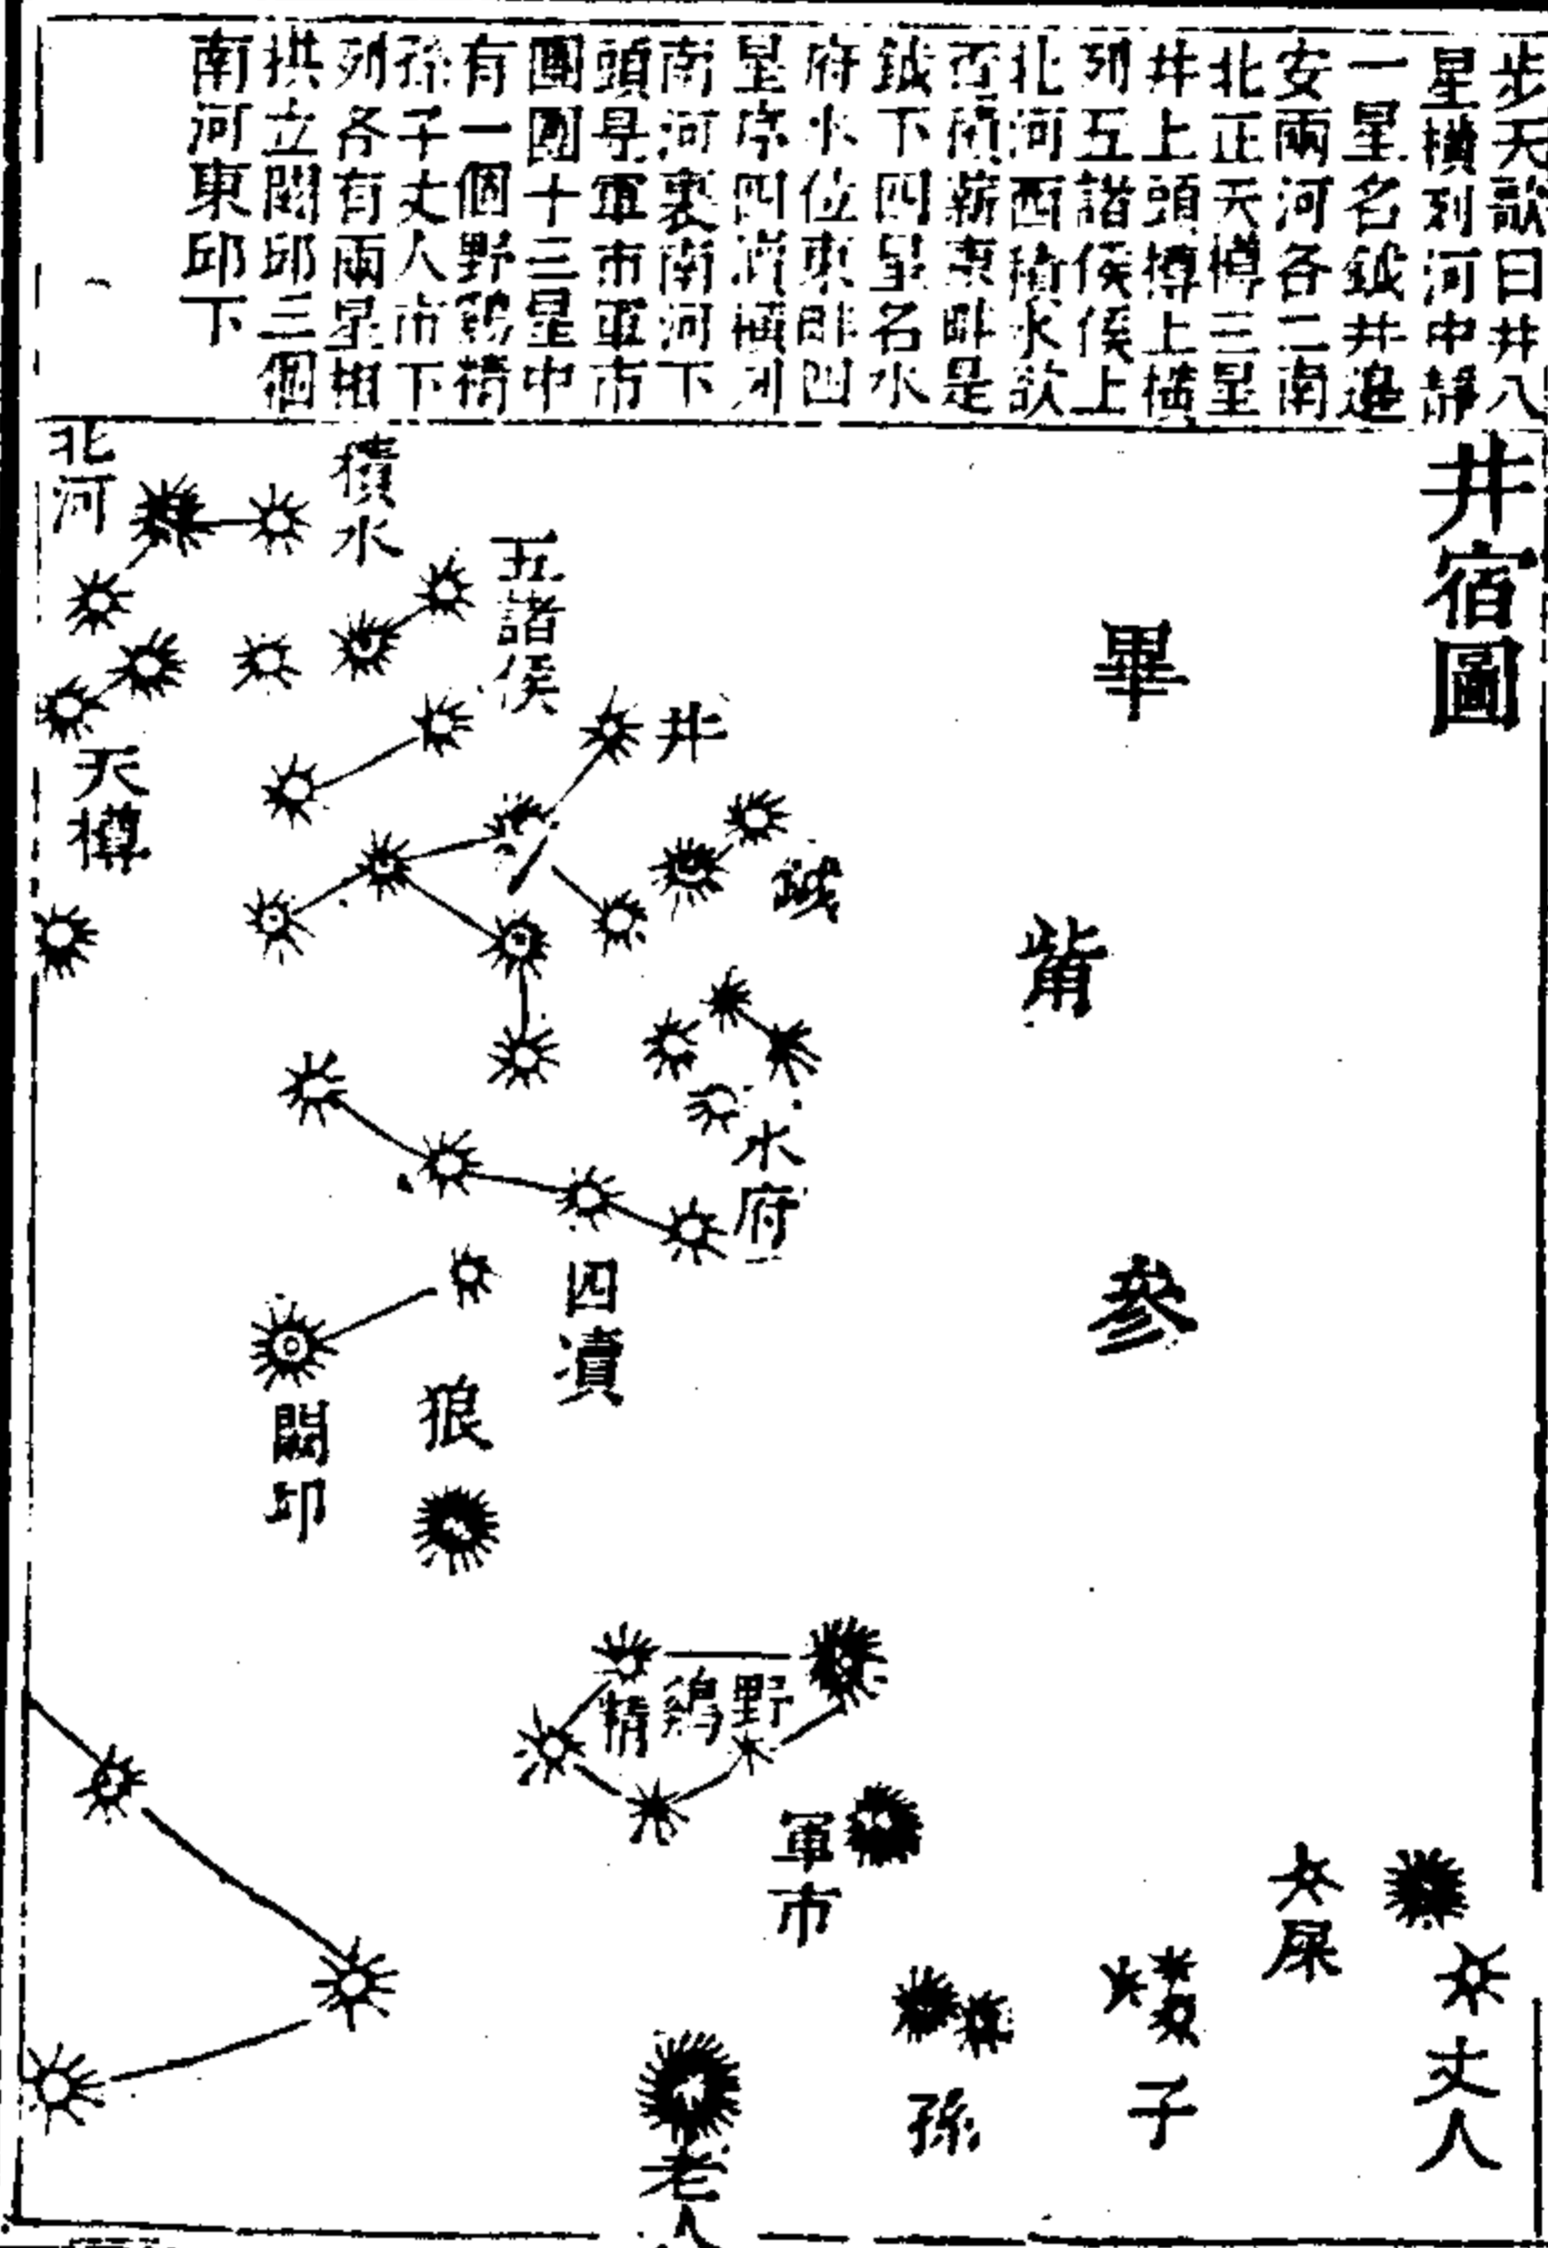 步天歌曰井八
星橫列河中靜
一星名鉞井邊
安兩河各二南
北正天樽三星
井上頭樽上橫
列五諸侯侯上
北河西積水欲
否積薪東畔是
鉞下四星名水
府水位東邸四
星序四瀆橫列
南河裏南河下
頭是軍市軍市
團圓十三星中
有一個野鷄精
孫子丈人市下
列各有兩星相
拱立闕邱三個
南河東邱下
井宿圖
北河
積水
五諸侯
畢
井
天樽
鉞
觜
水府
參
四瀆
狼
闕邱
野鷄精
軍市
屎
丈人
子
孫
老人